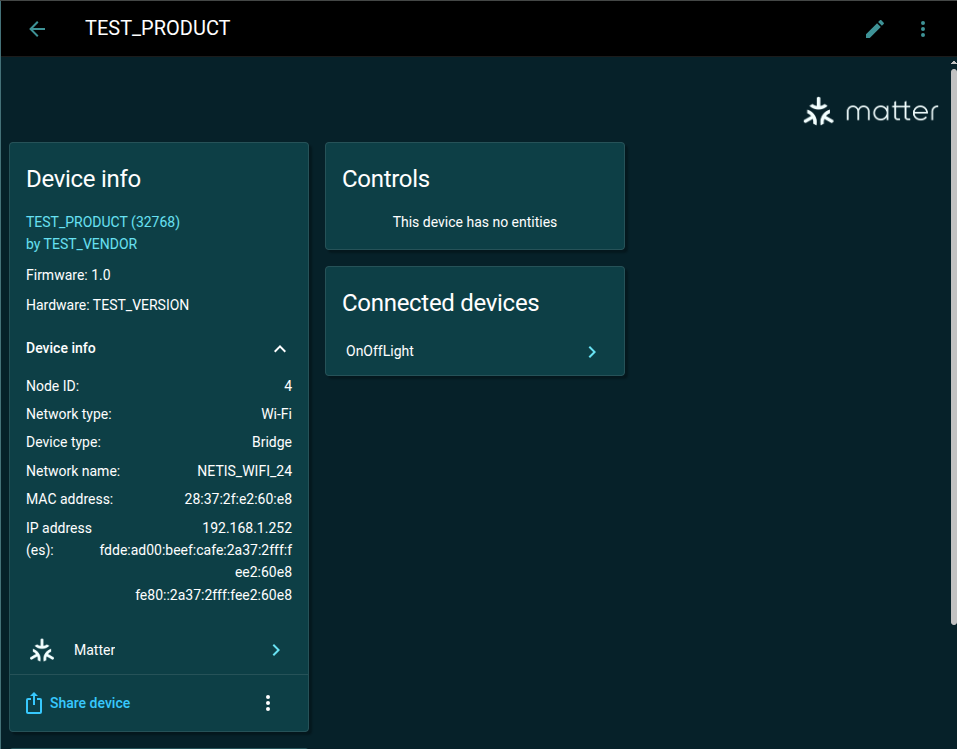 TEST_PRODUCT
matter
Device info
TEST_PRODUCT (32768)
by TEST_VENDOR
Firmware: 1.0
Hardware: TEST_VERSION
Device info
Node ID: 4
Network type: Wi-Fi
Device type: Bridge
Network name: NETIS_WIFI_24
MAC address: 28:37:2f:e2:60:e8
IP address 192.168.1.252
(es): fdde:ad00:beef:cafe:2a37:2fff:f
ee2:60e8
fe80::2a37:2fff:fee2:60e8
Matter
Share device
Controls
This device has no entities
Connected devices
OnOffLight